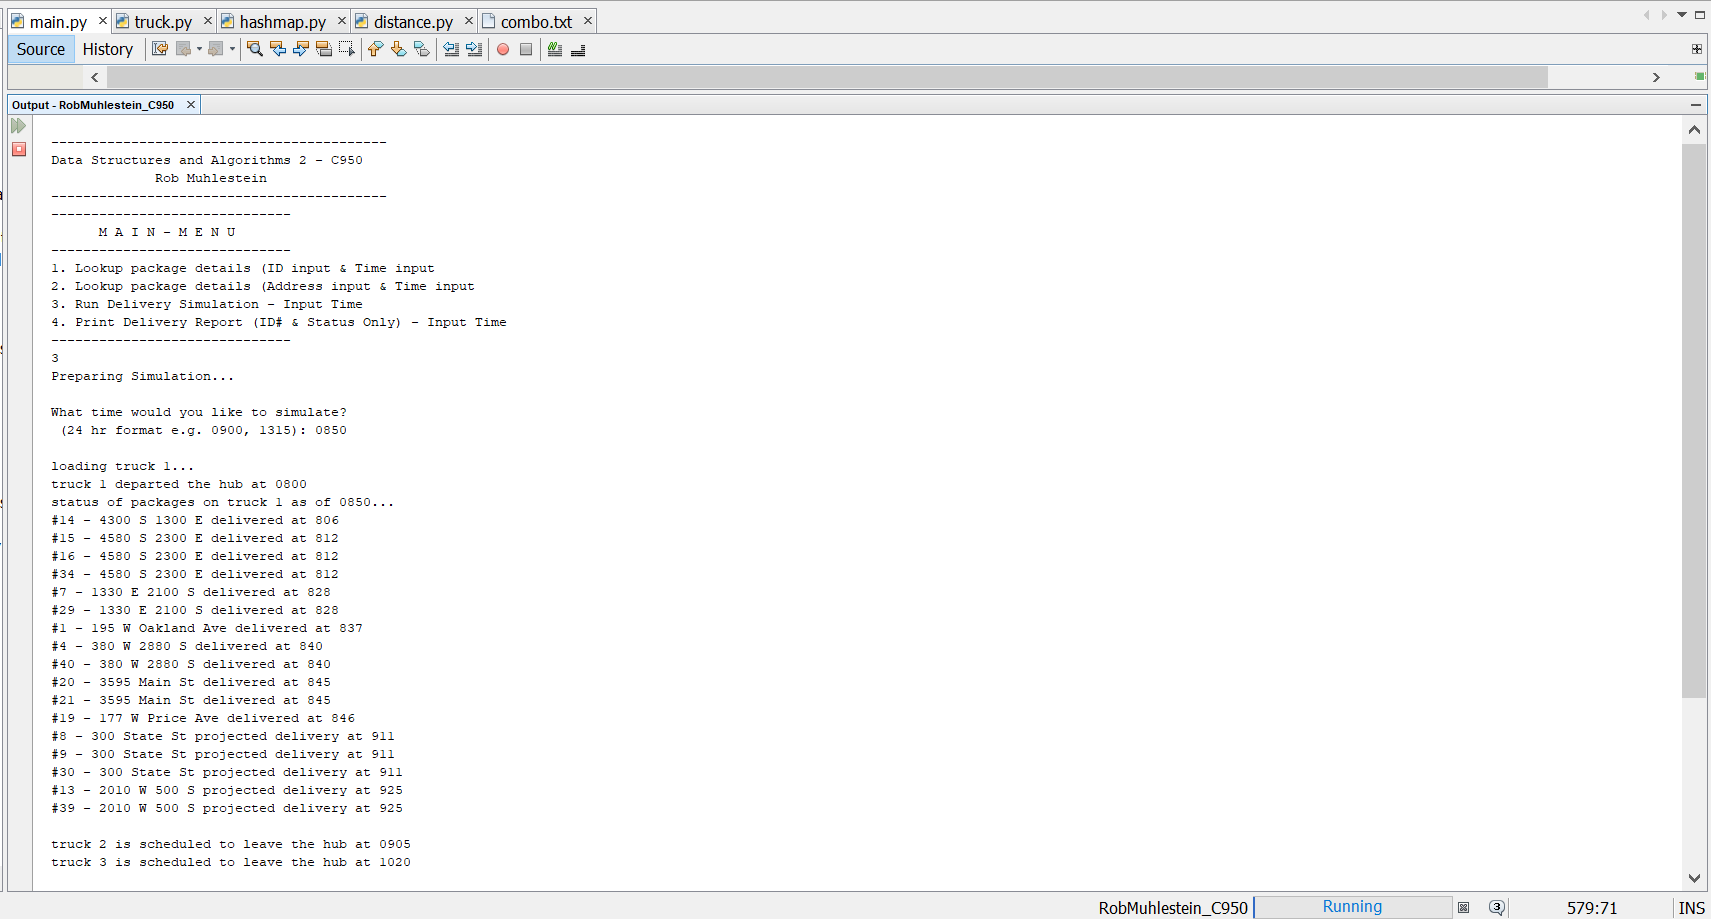 main.py truck.py hashmap.py distance.py combo.txt
Source History
Output - RobMuhlestein_C950
------------------------------------------
Data Structures and Algorithms 2 - C950
Rob Muhlestein
------------------------------------------
------------------------------
M A I N - M E N U
------------------------------
1. Lookup package details (ID input & Time input
2. Lookup package details (Address input & Time input
3. Run Delivery Simulation - Input Time
4. Print Delivery Report (ID# & Status Only) - Input Time
------------------------------
3
Preparing Simulation...
What time would you like to simulate?
(24 hr format e.g. 0900, 1315): 0850
loading truck 1...
truck 1 departed the hub at 0800
status of packages on truck 1 as of 0850...
#14 - 4300 S 1300 E delivered at 806
#15 - 4580 S 2300 E delivered at 812
#16 - 4580 S 2300 E delivered at 812
#34 - 4580 S 2300 E delivered at 812
#7 - 1330 E 2100 S delivered at 828
#29 - 1330 E 2100 S delivered at 828
#1 - 195 W Oakland Ave delivered at 837
#4 - 380 W 2880 S delivered at 840
#40 - 380 W 2880 S delivered at 840
#20 - 3595 Main St delivered at 845
#21 - 3595 Main St delivered at 845
#19 - 177 W Price Ave delivered at 846
#8 - 300 State St projected delivery at 911
#9 - 300 State St projected delivery at 911
#30 - 300 State St projected delivery at 911
#13 - 2010 W 500 S projected delivery at 925
#39 - 2010 W 500 S projected delivery at 925
truck 2 is scheduled to leave the hub at 0905
truck 3 is scheduled to leave the hub at 1020
RobMuhlestein_C950 Running 3 579:71 INS